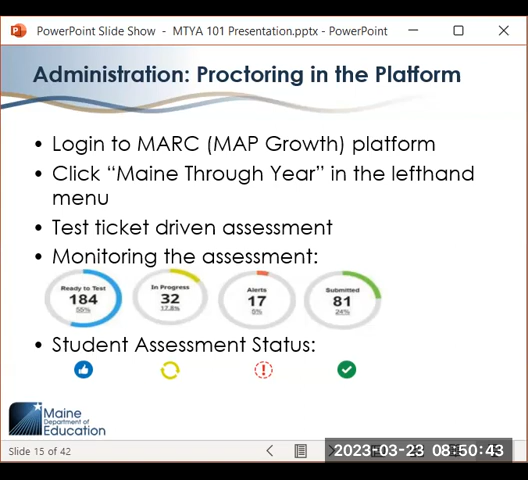 PowerPoint Slide Show - MTYA 101 Presentation.pptx - PowerPoint
Administration: Proctoring in the Platform
• Login to MARC (MAP Growth) platform
• Click “Maine Through Year” in the lefthand
menu
• Test ticket driven assessment
• Monitoring the assessment:
Ready to Test
184
55%
In Progress
32
17.8%
Alerts
17
5%
Submitted
81
24%
• Student Assessment Status:
Maine
Department of
Education
Slide 15 of 42
2023-03-23 08:50:43